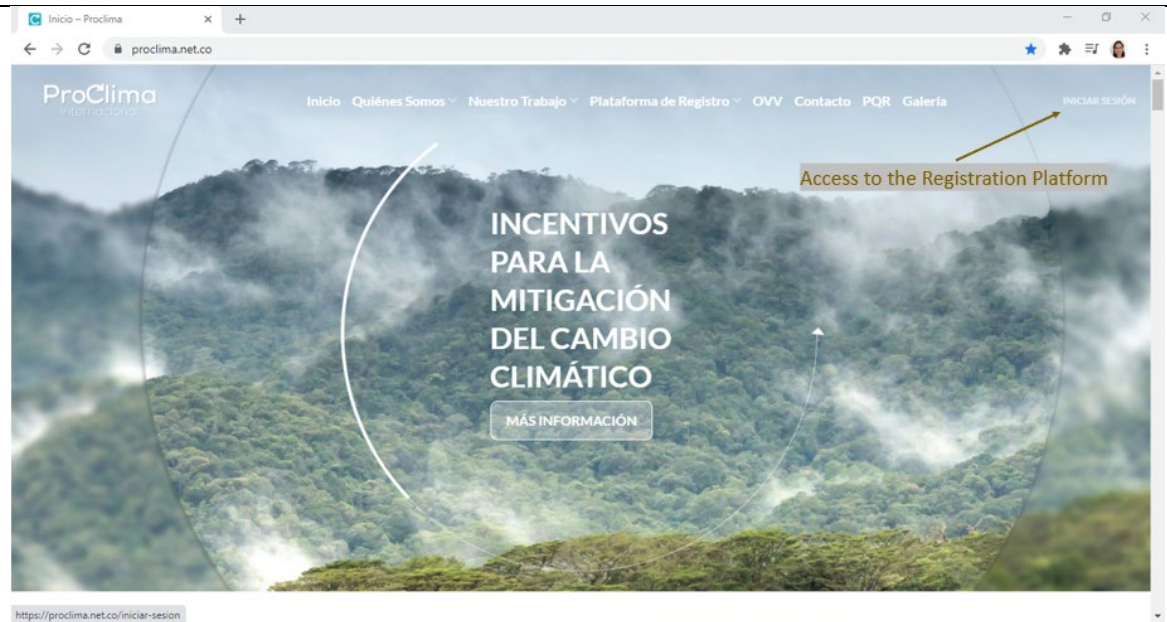 Inicio – Proclima
proclima.net.co
ProClima
Internacional
Inicio Quiénes Somos Nuestro Trabajo Plataforma de Registro OVV Contacto PQR Galería
INICIAR SESIÓN
Access to the Registration Platform
INCENTIVOS
PARA LA
MITIGACIÓN
DEL CAMBIO
CLIMÁTICO
MÁS INFORMACIÓN
https://proclima.net.co/iniciar-sesion